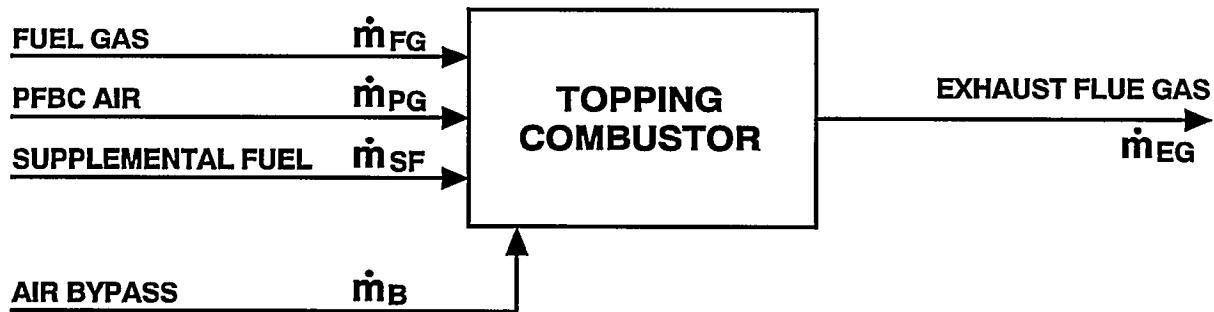 FUEL GAS ṁFG
PFBC AIR ṁPG
SUPPLEMENTAL FUEL ṁSF
AIR BYPASS ṁB
TOPPING
COMBUSTOR
EXHAUST FLUE GAS
ṁEG